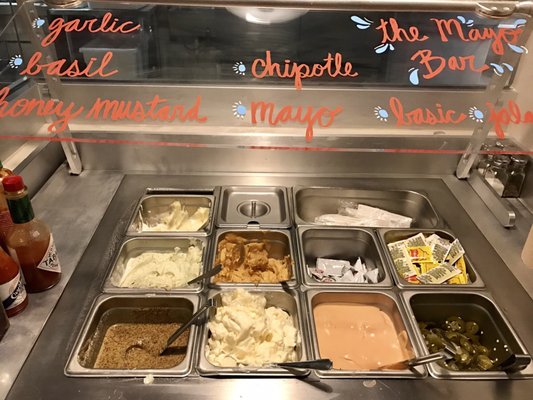 garlic
the Mayo
Bar
basil
chipotle
honey mustard
mayo
basic